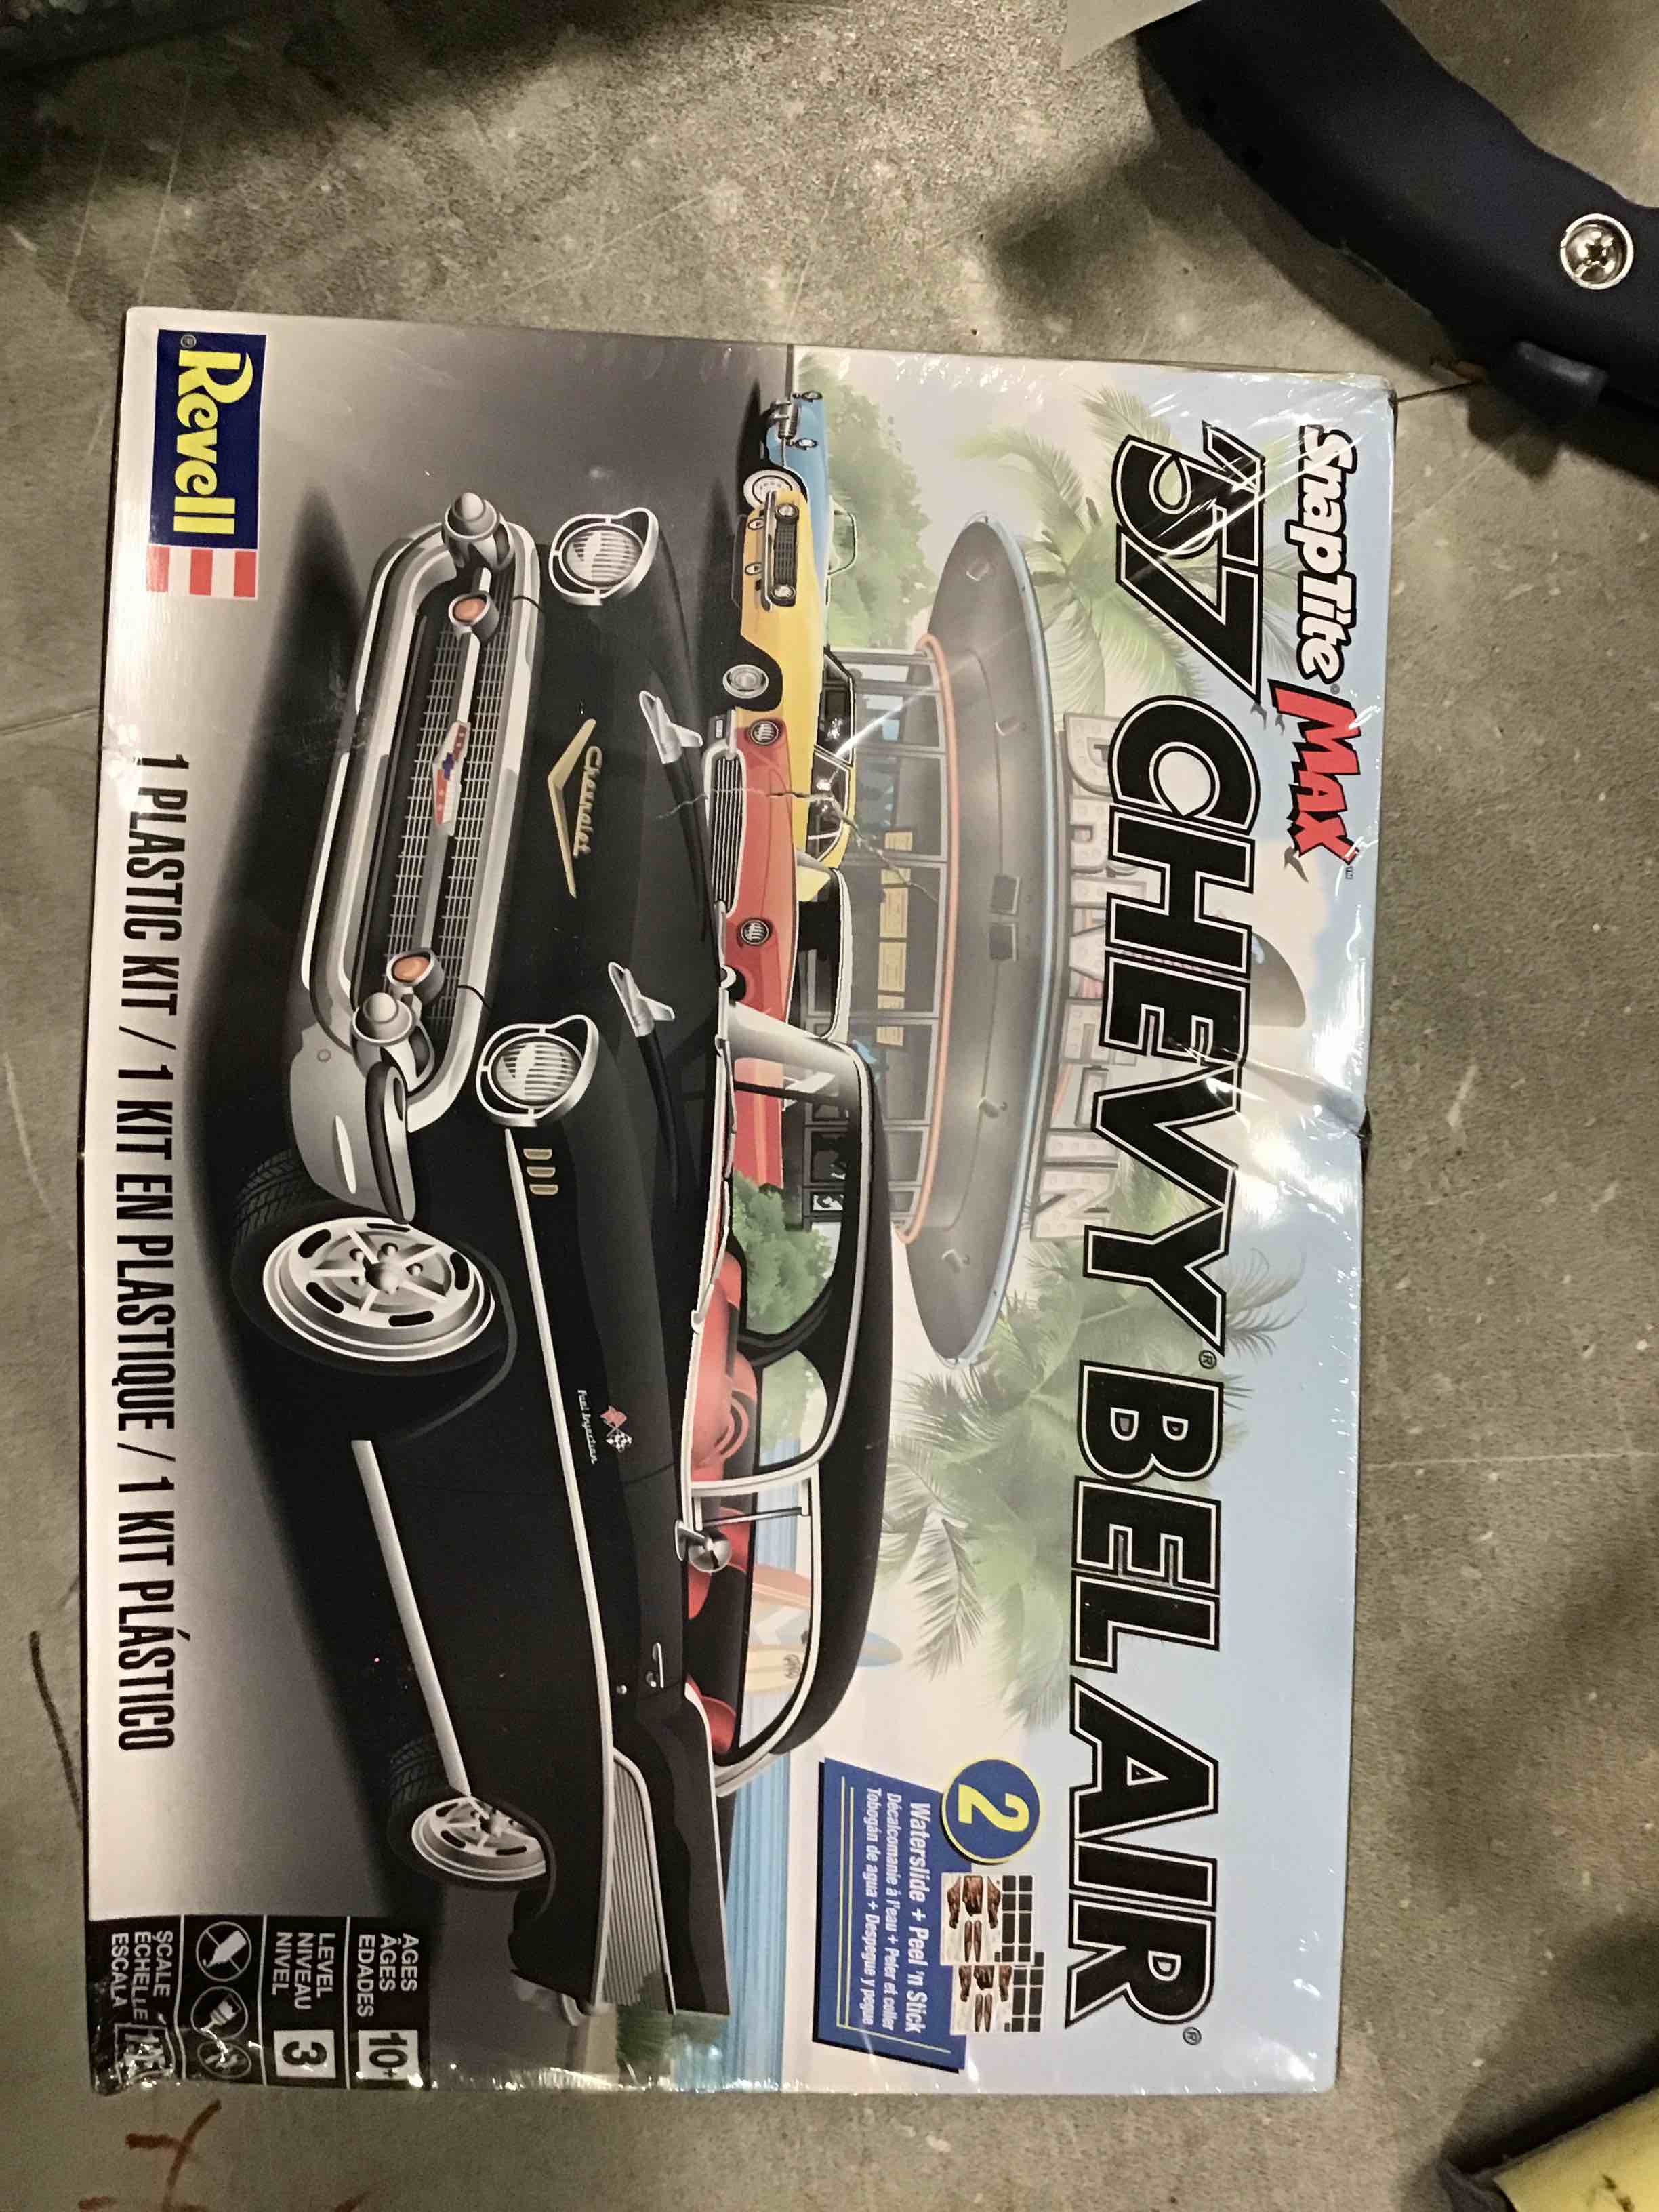 SnapTite® MAX™
'57 CHEVY® BEL AIR®
DRIVE IN
2
Waterslide + Peel 'n Stick
Décalcomanie à l'eau + Peler et coller
Tobogán de agua + Despegue y pegue
Chevrolet
Fuel Injection
Revell®
1 PLASTIC KIT / 1 KIT EN PLASTIQUE / 1 KIT PLÁSTICO
AGES
ÂGES
EDADES
10+
LEVEL
NIVEAU
NIVEL
3
SCALE
ÉCHELLE
ESCALA